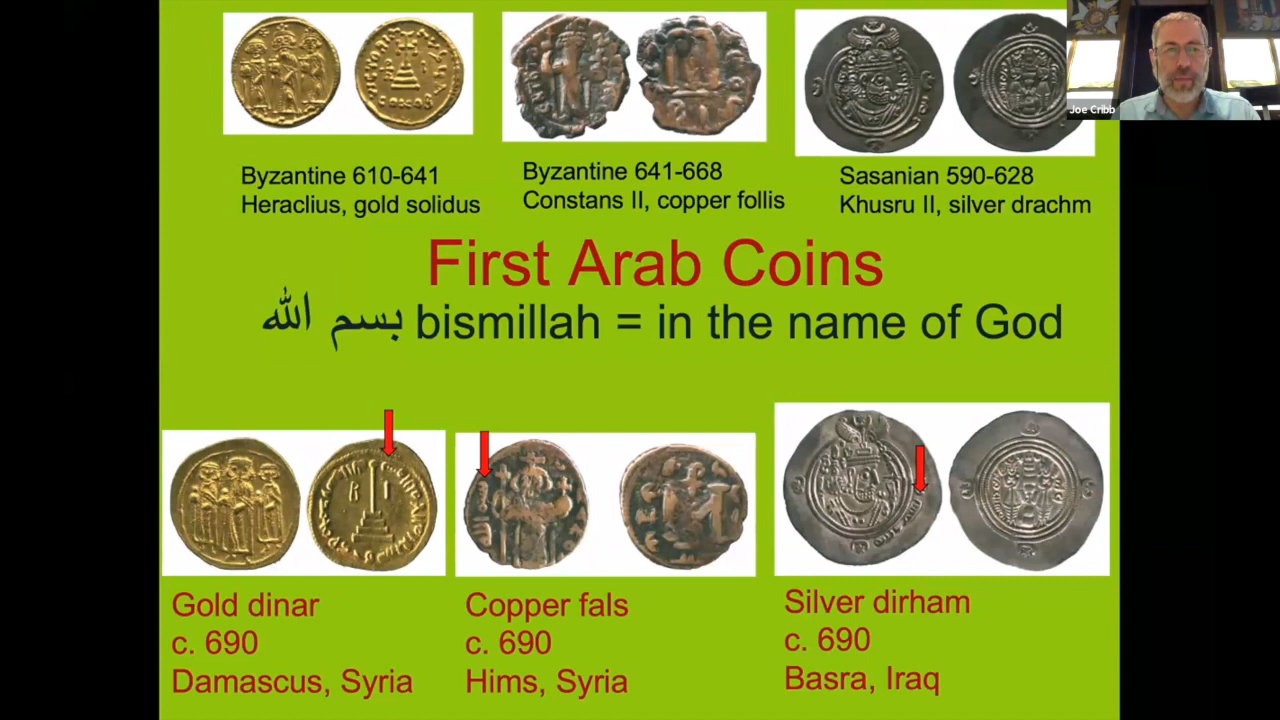 Joe Cribb
Byzantine 610-641
Heraclius, gold solidus
Byzantine 641-668
Constans II, copper follis
Sasanian 590-628
Khusru II, silver drachm
First Arab Coins
بسم الله bismillah = in the name of God
Gold dinar
c. 690
Damascus, Syria
Copper fals
c. 690
Hims, Syria
Silver dirham
c. 690
Basra, Iraq